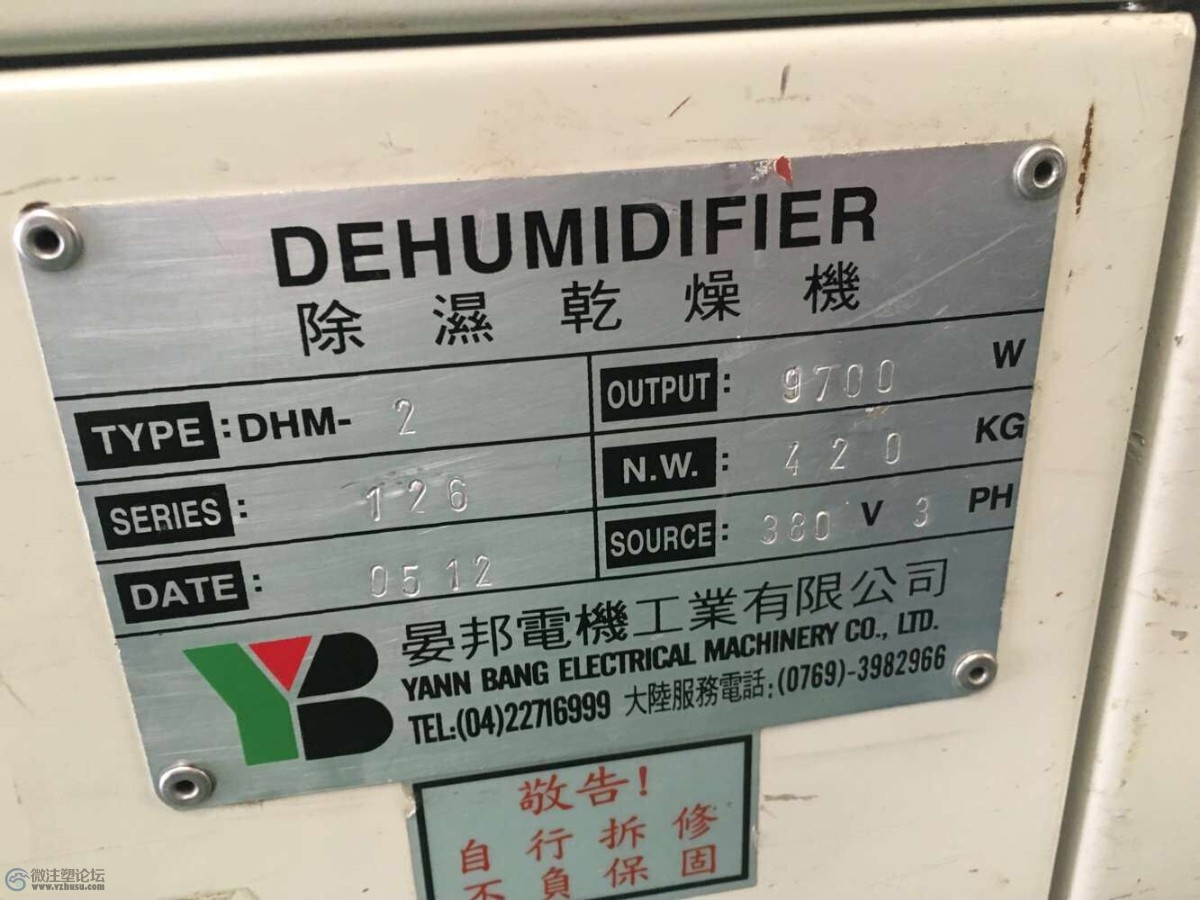 DEHUMIDIFIER
除濕乾燥機
TYPE:DHM- 2
OUTPUT: 9700 W
SERIES: 126
N.W.: 420 KG
DATE: 0512
SOURCE: 380 V 3 PH
YB
晏邦電機工業有限公司
YANN BANG ELECTRICAL MACHINERY CO., LTD.
TEL:(04)22716999 大陸服務電話:(0769)-3982966
敬告!
自行拆修
不負保固
微注塑论坛
www.vzhusu.com